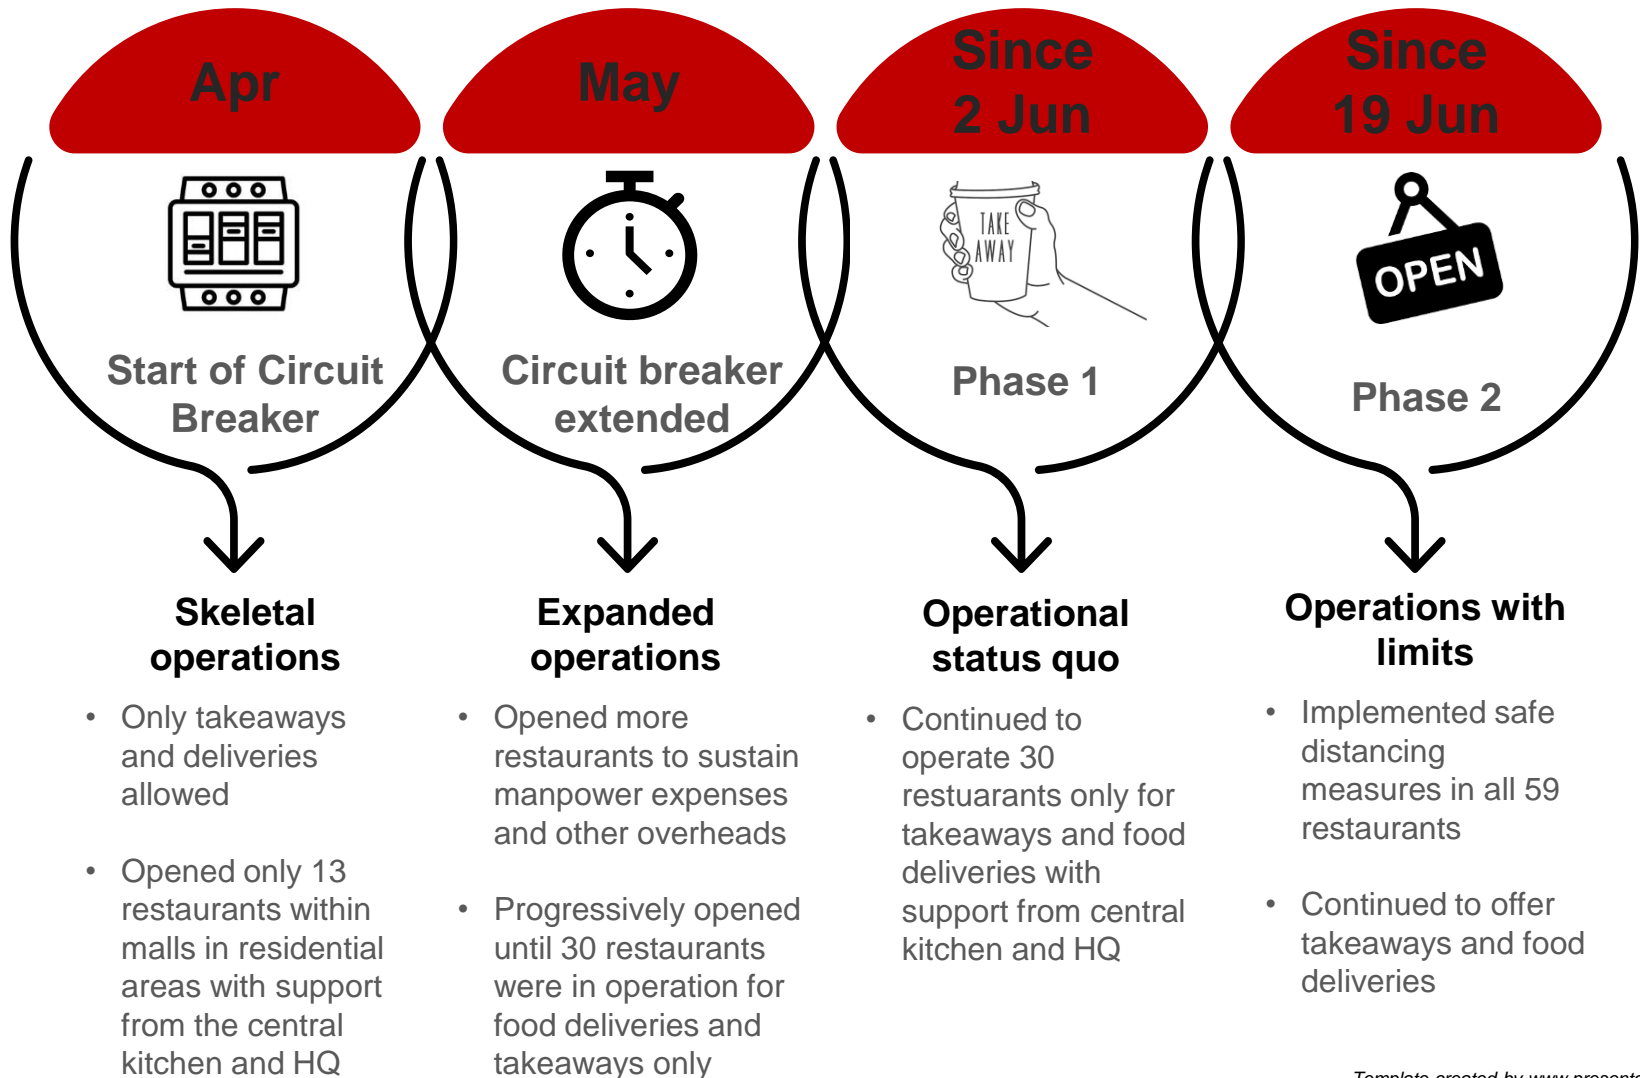 Apr
Start of Circuit
Breaker
Skeletal
operations
• Only takeaways
and deliveries
allowed
• Opened only 13
restaurants within
malls in residential
areas with support
from the central
kitchen and HQ
May
Circuit breaker
extended
Expanded
operations
• Opened more
restaurants to sustain
manpower expenses
and other overheads
• Progressively opened
until 30 restaurants
were in operation for
food deliveries and
takeaways only
Since
2 Jun
TAKE
AWAY
Phase 1
Operational
status quo
• Continued to
operate 30
restuarants only for
takeaways and food
deliveries with
support from central
kitchen and HQ
Since
19 Jun
OPEN
Phase 2
Operations with
limits
• Implemented safe
distancing
measures in all 59
restaurants
• Continued to offer
takeaways and food
deliveries
Template created by